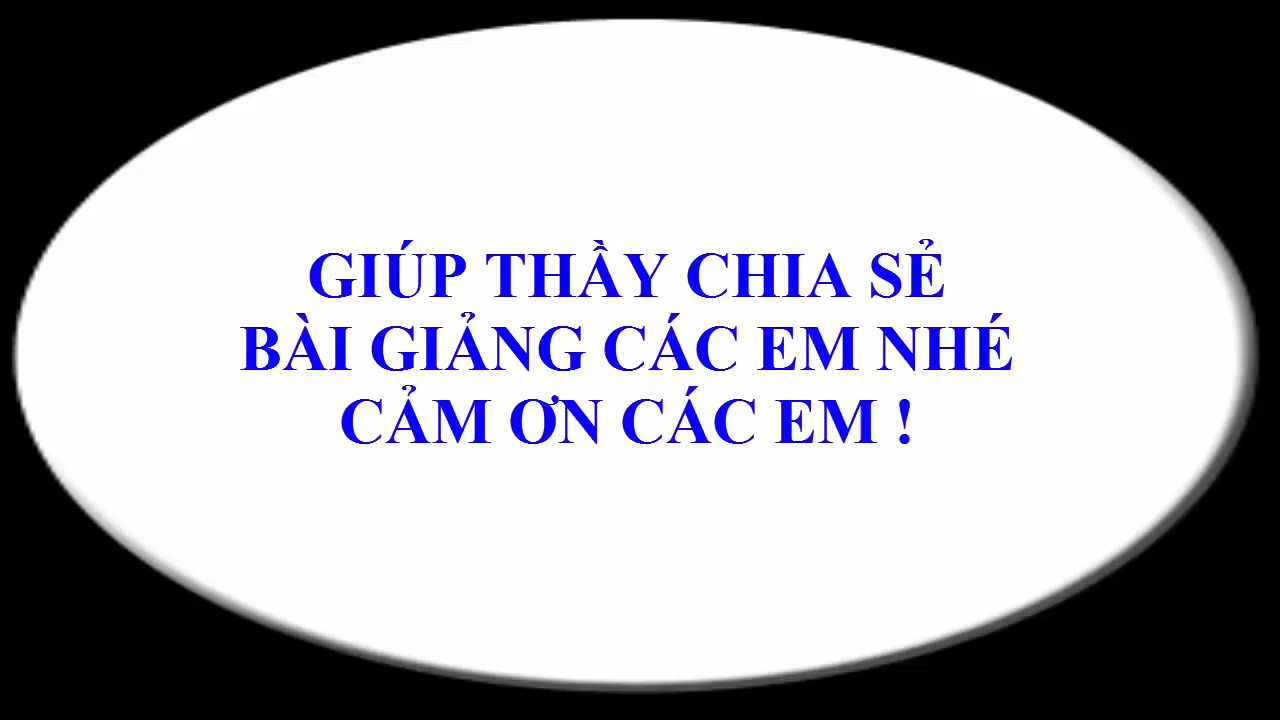 GIÚP THẦY CHIA SẺ
BÀI GIẢNG CÁC EM NHÉ
CẢM ƠN CÁC EM !